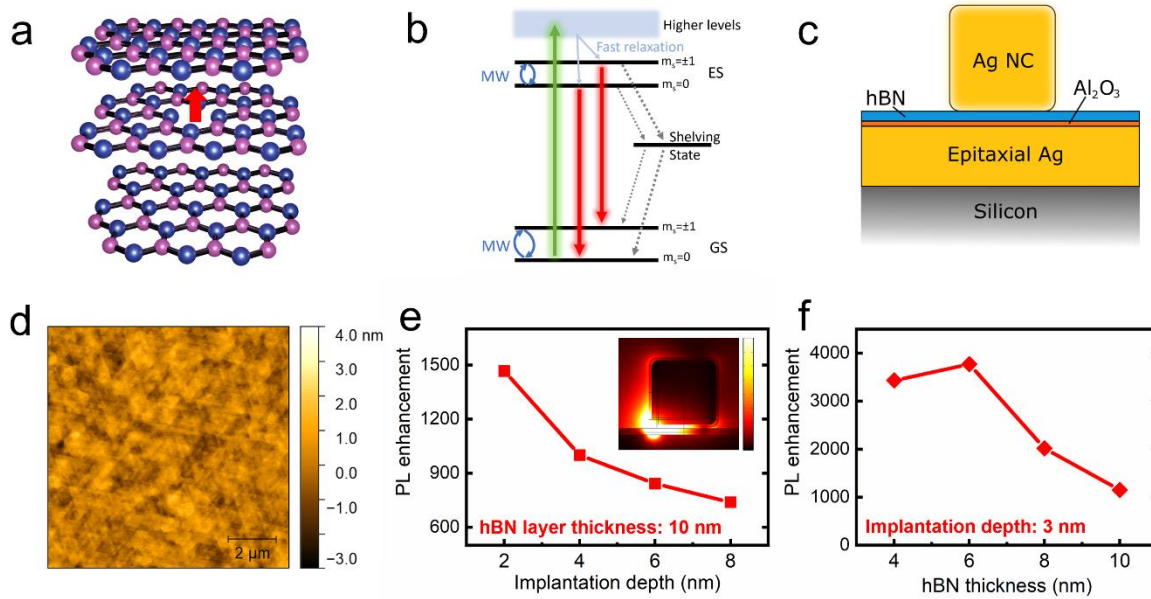 a
b
Higher levels
Fast relaxation
mₛ=±1
MW
ES
mₛ=0
Shelving
State
mₛ=±1
MW
GS
mₛ=0
c
Ag NC
hBN
Al₂O₃
Epitaxial Ag
Silicon
d
4.0 nm
3.0
2.0
1.0
0.0
−1.0
−3.0
2 μm
e
PL enhancement
1500
1200
900
600
hBN layer thickness: 10 nm
2 4 6 8
Implantation depth (nm)
f
PL enhancement
4000
3000
2000
1000
0
Implantation depth: 3 nm
4 6 8 10
hBN thickness (nm)